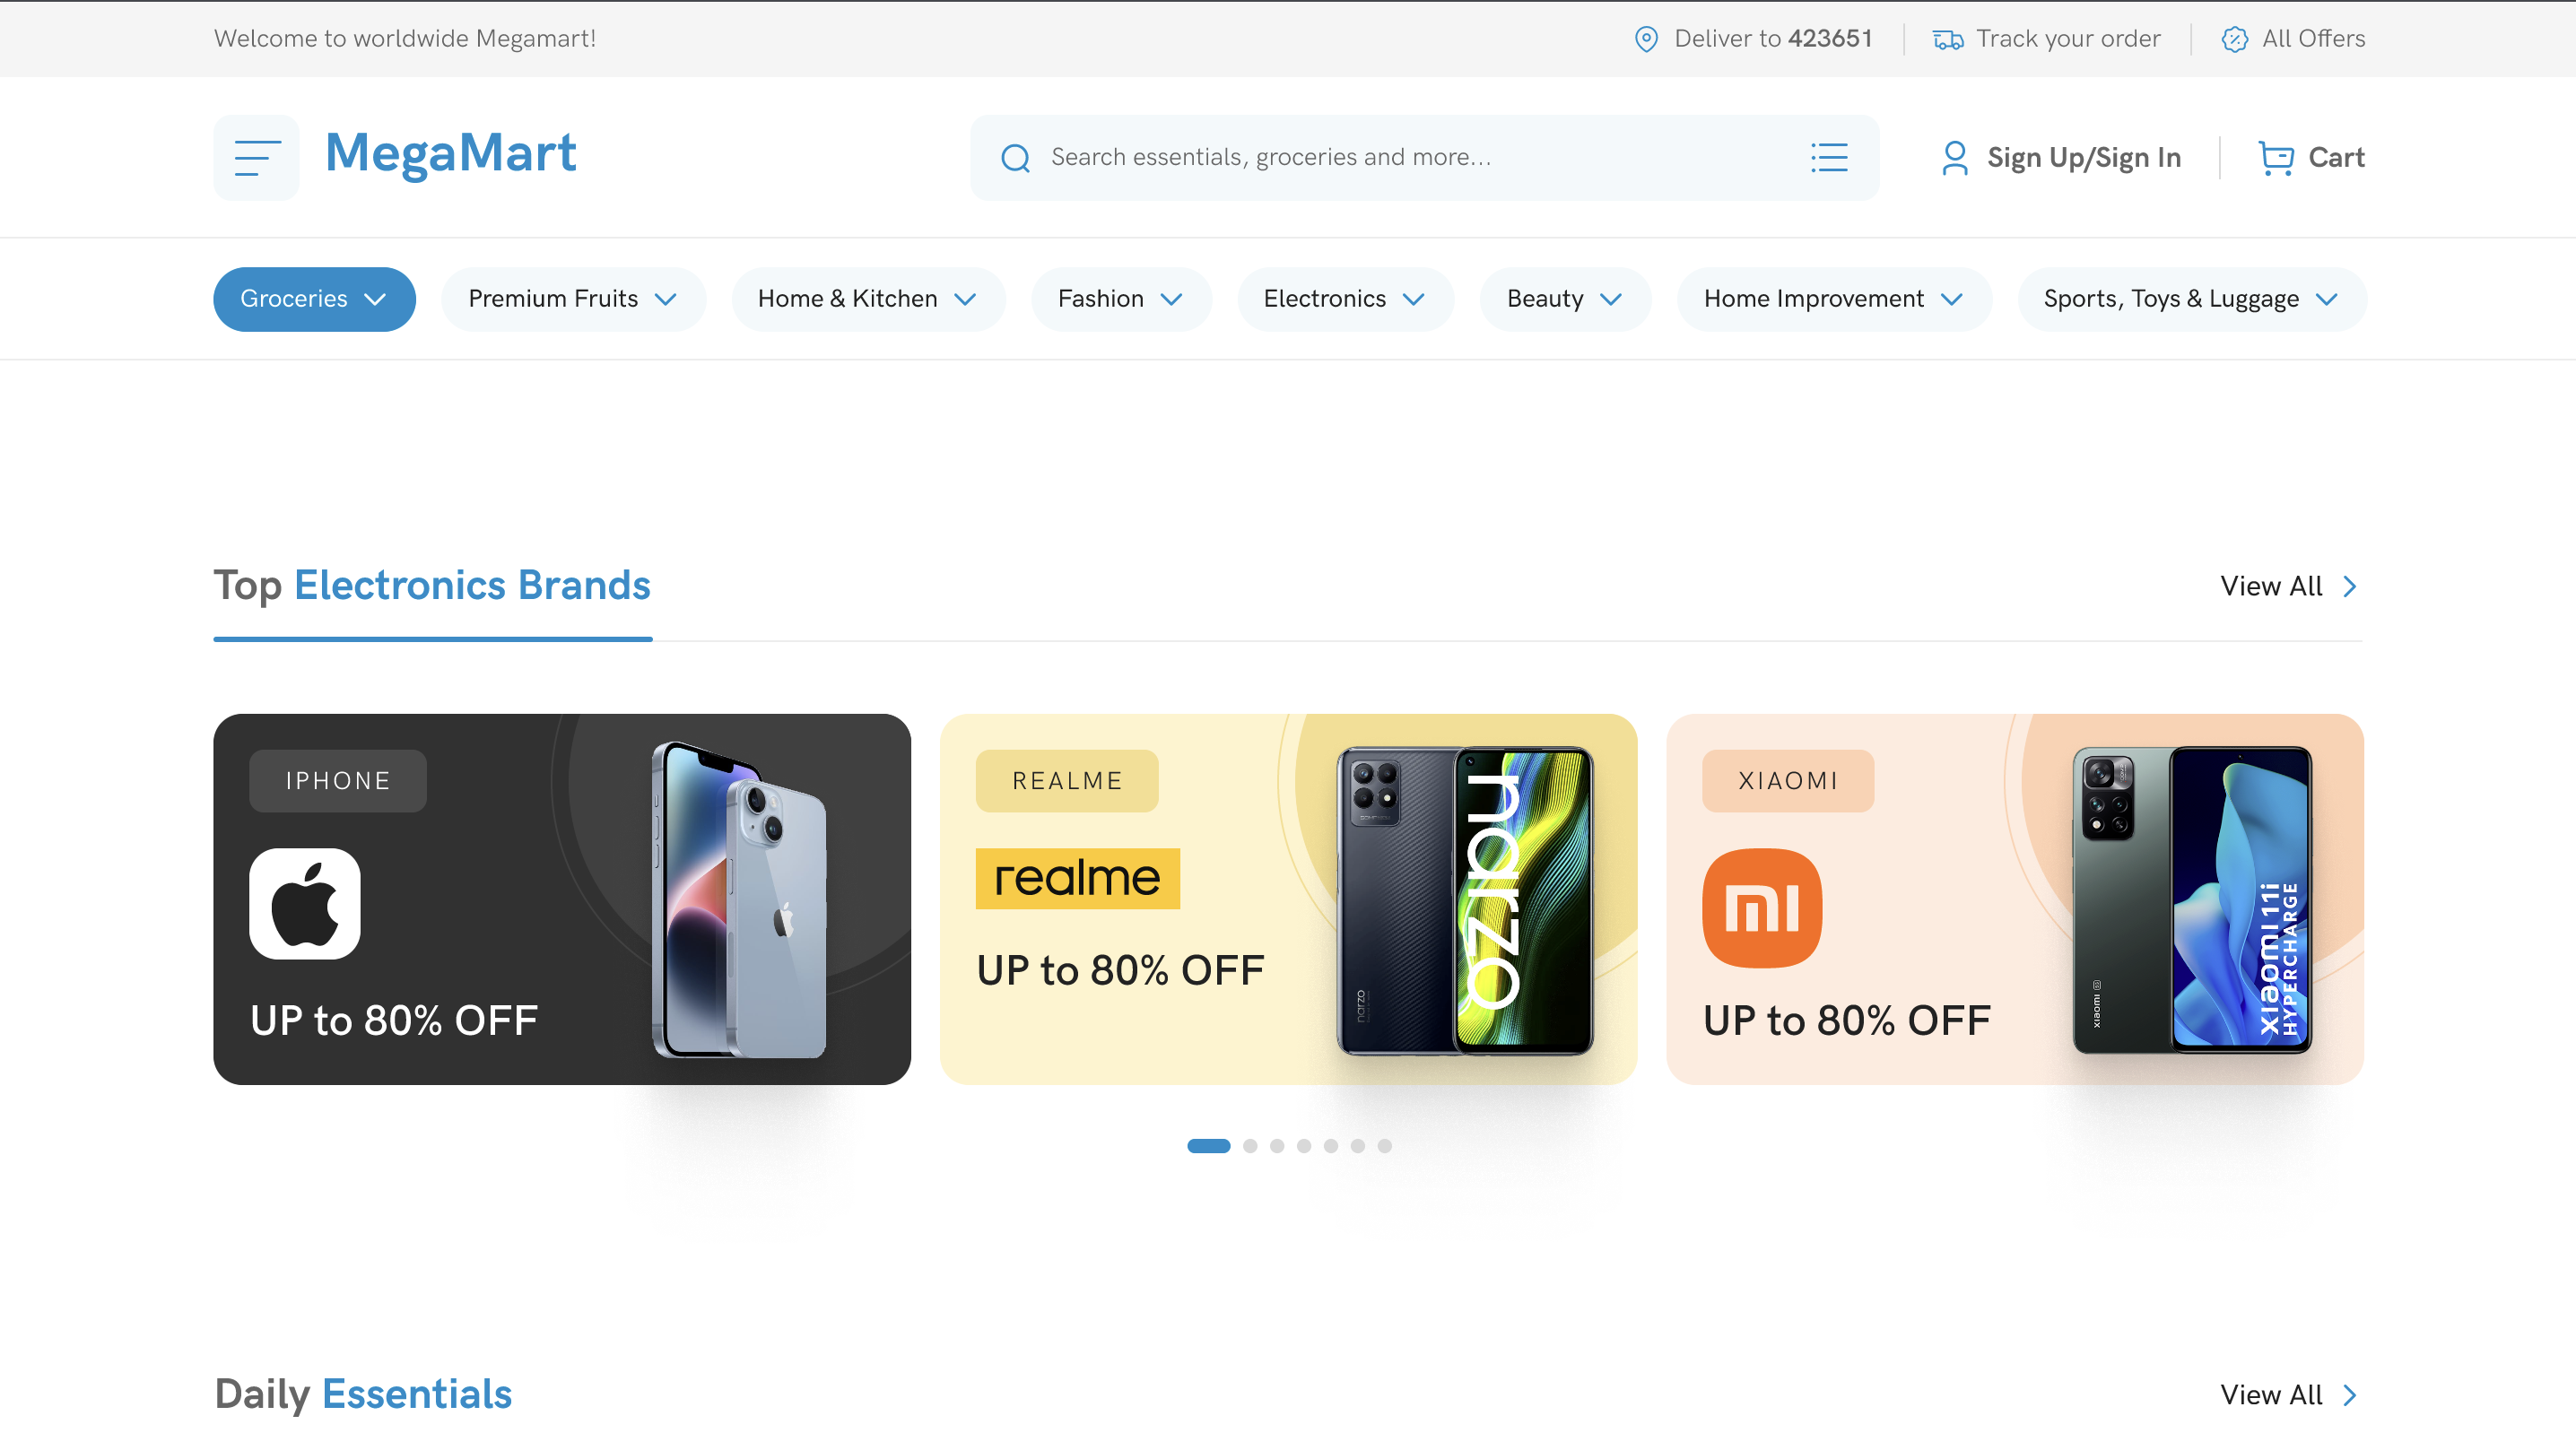 Welcome to worldwide Megamart!
Deliver to 423651
Track your order
All Offers
MegaMart
Search essentials, groceries and more...
Sign Up/Sign In
Cart
Groceries
Premium Fruits
Home & Kitchen
Fashion
Electronics
Beauty
Home Improvement
Sports, Toys & Luggage
Top Electronics Brands
View All
IPHONE
UP to 80% OFF
REALME
realme
UP to 80% OFF
narzo
narzo
XIAOMI
mi
UP to 80% OFF
xiaomi
xiaomi 11i
HYPERCHARGE
Daily Essentials
View All